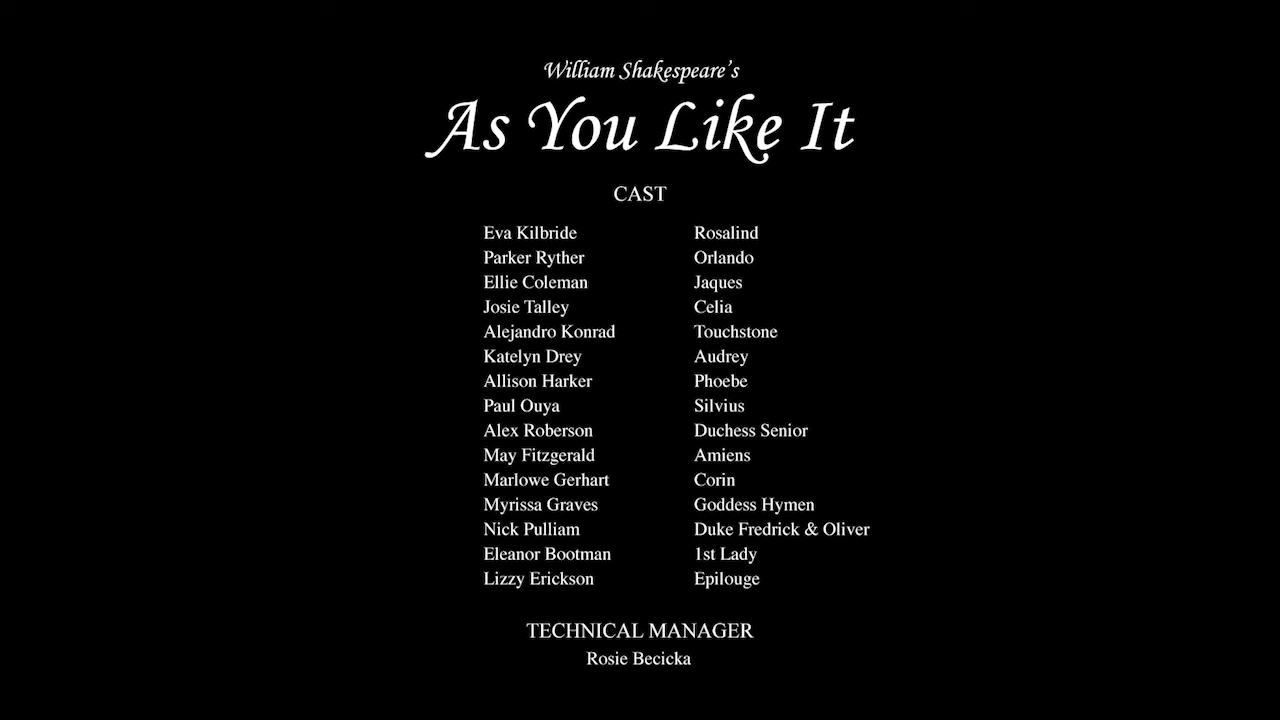 William Shakespeare's
As You Like It
CAST
Eva Kilbride Rosalind
Parker Ryther Orlando
Ellie Coleman Jaques
Josie Talley Celia
Alejandro Konrad Touchstone
Katelyn Drey Audrey
Allison Harker Phoebe
Paul Ouya Silvius
Alex Roberson Duchess Senior
May Fitzgerald Amiens
Marlowe Gerhart Corin
Myrissa Graves Goddess Hymen
Nick Pulliam Duke Fredrick & Oliver
Eleanor Bootman 1st Lady
Lizzy Erickson Epilouge
TECHNICAL MANAGER
Rosie Becicka